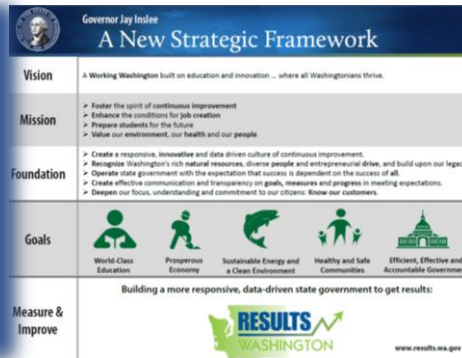 Governor Jay Inslee
A New Strategic Framework
Vision
A Working Washington built on education and innovation ... where all Washingtonians thrive.
Mission
➢ Foster the spirit of continuous improvement
➢ Enhance the conditions for job creation
➢ Prepare students for the future
➢ Value our environment, our health and our people
Foundation
➢ Create a responsive, innovative and data driven culture of continuous improvement.
➢ Recognize Washington's rich natural resources, diverse people and entrepreneurial drive, and build upon our legac
➢ Operate state government with the expectation that success is dependent on the success of all.
➢ Create effective communication and transparency on goals, measures and progress in meeting expectations.
➢ Deepen our focus, understanding and commitment to our citizens: Know our customers.
Goals
World-Class
Education
Prosperous
Economy
Sustainable Energy and
a Clean Environment
Healthy and Safe
Communities
Efficient, Effective and
Accountable Governme
Measure &
Improve
Building a more responsive, data-driven state government to get results:
RESULTS
WASHINGTON
www.results.wa.gov